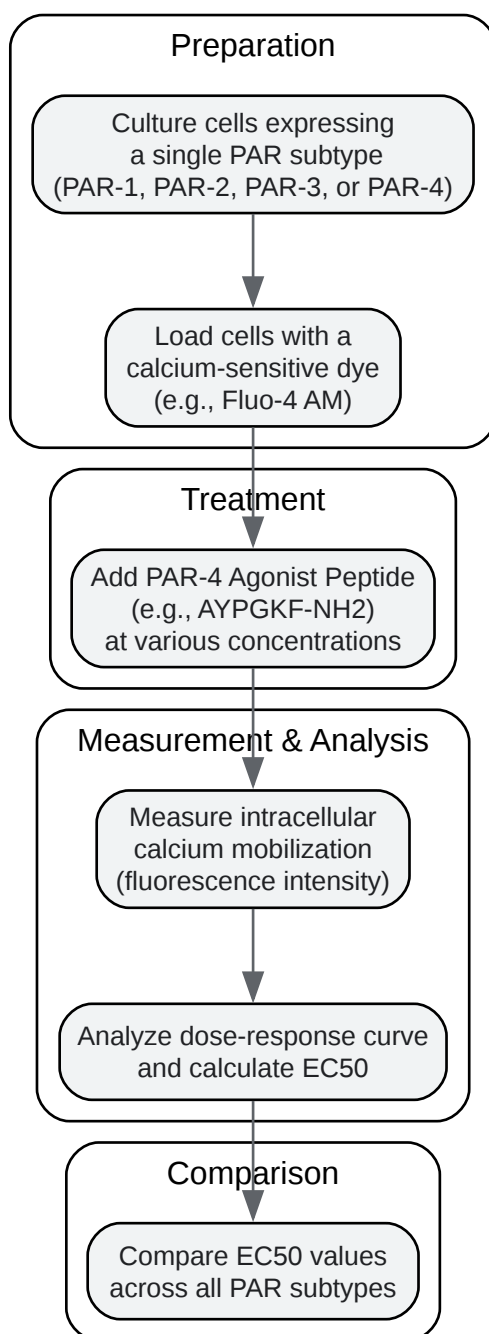 Preparation
Culture cells expressing
a single PAR subtype
(PAR-1, PAR-2, PAR-3, or PAR-4)
Load cells with a
calcium-sensitive dye
(e.g., Fluo-4 AM)
Treatment
Add PAR-4 Agonist Peptide
(e.g., AYPGKF-NH2)
at various concentrations
Measurement & Analysis
Measure intracellular
calcium mobilization
(fluorescence intensity)
Analyze dose-response curve
and calculate EC50
Comparison
Compare EC50 values
across all PAR subtypes